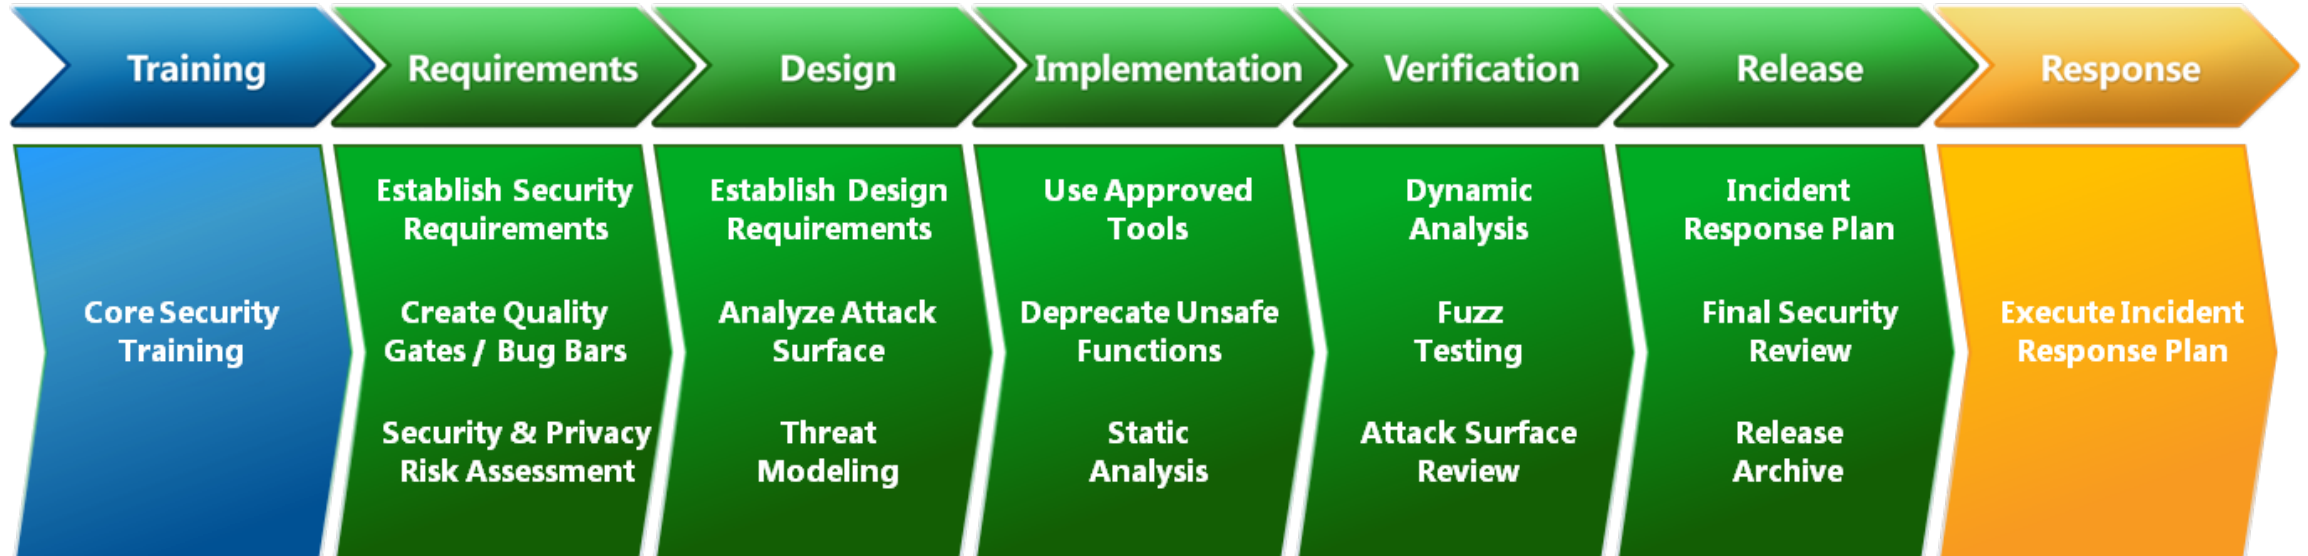 Training
Requirements
Design
Implementation
Verification
Release
Response
Core Security
Training
Establish Security
Requirements
Create Quality
Gates / Bug Bars
Security & Privacy
Risk Assessment
Establish Design
Requirements
Analyze Attack
Surface
Threat
Modeling
Use Approved
Tools
Deprecate Unsafe
Functions
Static
Analysis
Dynamic
Analysis
Fuzz
Testing
Attack Surface
Review
Incident
Response Plan
Final Security
Review
Release
Archive
Execute Incident
Response Plan